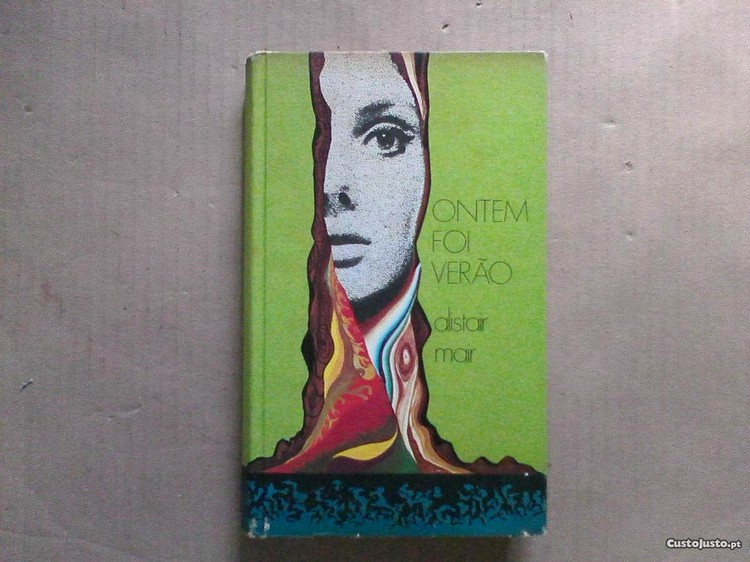 ONTEM
FOI
VERÃO
alistair
mair
CustoJusto.pt